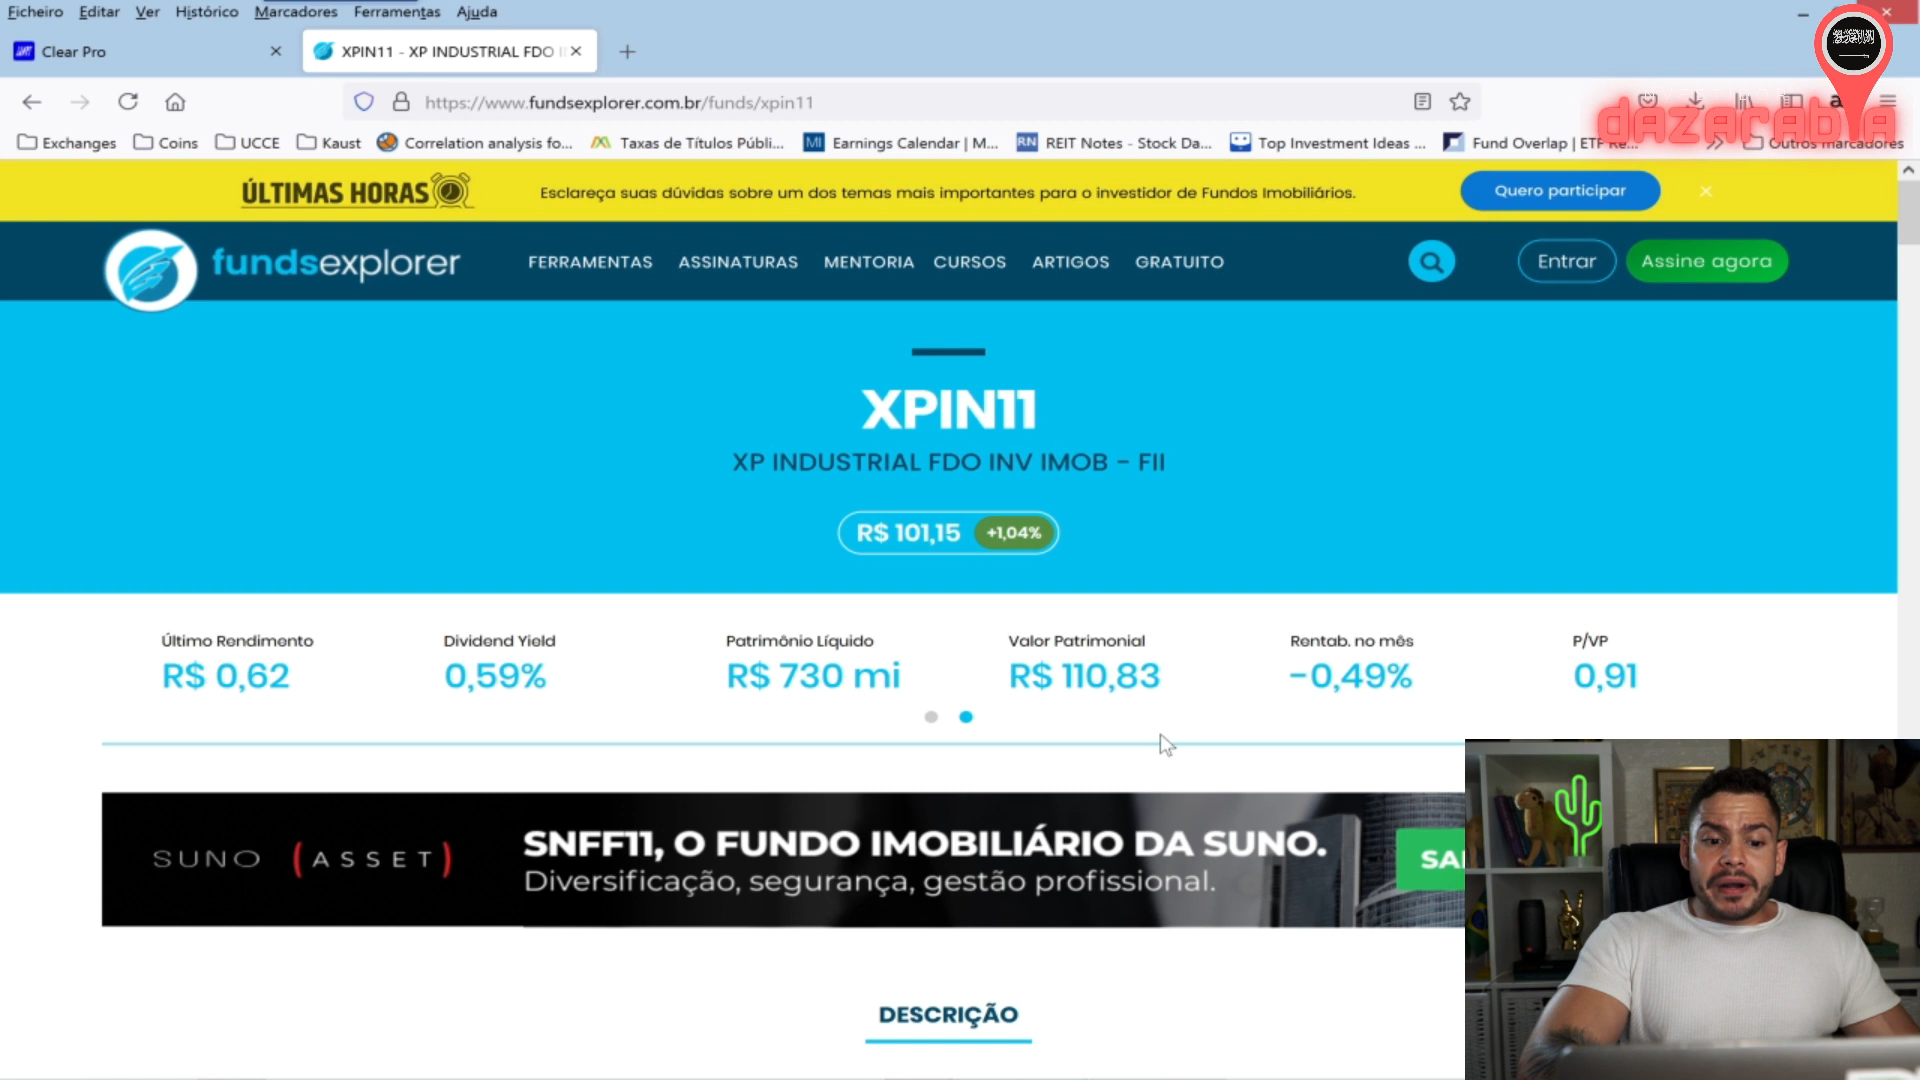 Ficheiro Editar Ver Histórico Marcadores Ferramentas Ajuda
Clear Pro
XPIN11 - XP INDUSTRIAL FDO
https://www.fundsexplorer.com.br/funds/xpin11
dazarabia
Exchanges Coins UCCE Kaust Correlation analysis fo... Taxas de Títulos Públi... MI Earnings Calendar | M... RN REIT Notes - Stock Da... Top Investment Ideas ... Fund Overlap | ETF Re... Outros marcadores
ÚLTIMAS HORAS Esclareça suas dúvidas sobre um dos temas mais importantes para o investidor de Fundos Imobiliários. Quero participar
fundsexplorer FERRAMENTAS ASSINATURAS MENTORIA CURSOS ARTIGOS GRATUITO Entrar Assine agora
XPIN11
XP INDUSTRIAL FDO INV IMOB - FII
R$ 101,15 +1,04%
Último Rendimento Dividend Yield Patrimônio Líquido Valor Patrimonial Rentab. no mês P/VP
R$ 0,62 0,59% R$ 730 mi R$ 110,83 -0,49% 0,91
SUNO (ASSET) SNFF11, O FUNDO IMOBILIÁRIO DA SUNO. SA
Diversificação, segurança, gestão profissional.
DESCRIÇÃO